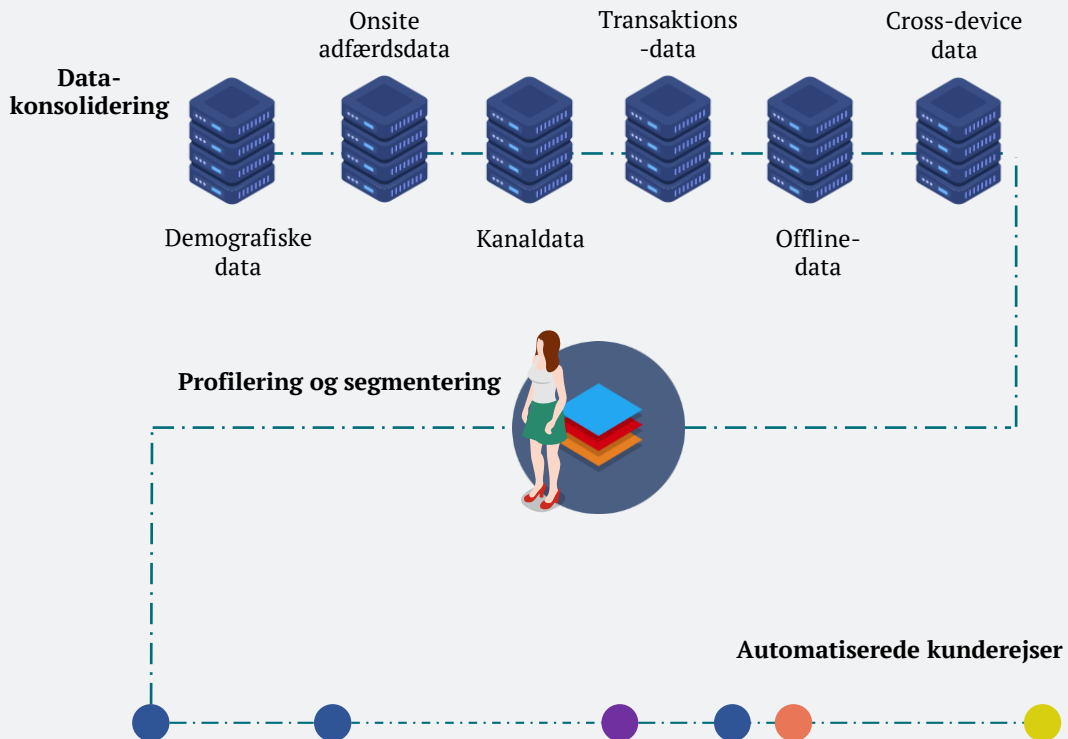 Onsite
adfærdsdata
Transaktions
-data
Cross-device
data
Data-
konsolidering
Demografiske
data
Kanaldata
Offline-
data
Profilering og segmentering
Automatiserede kunderejser